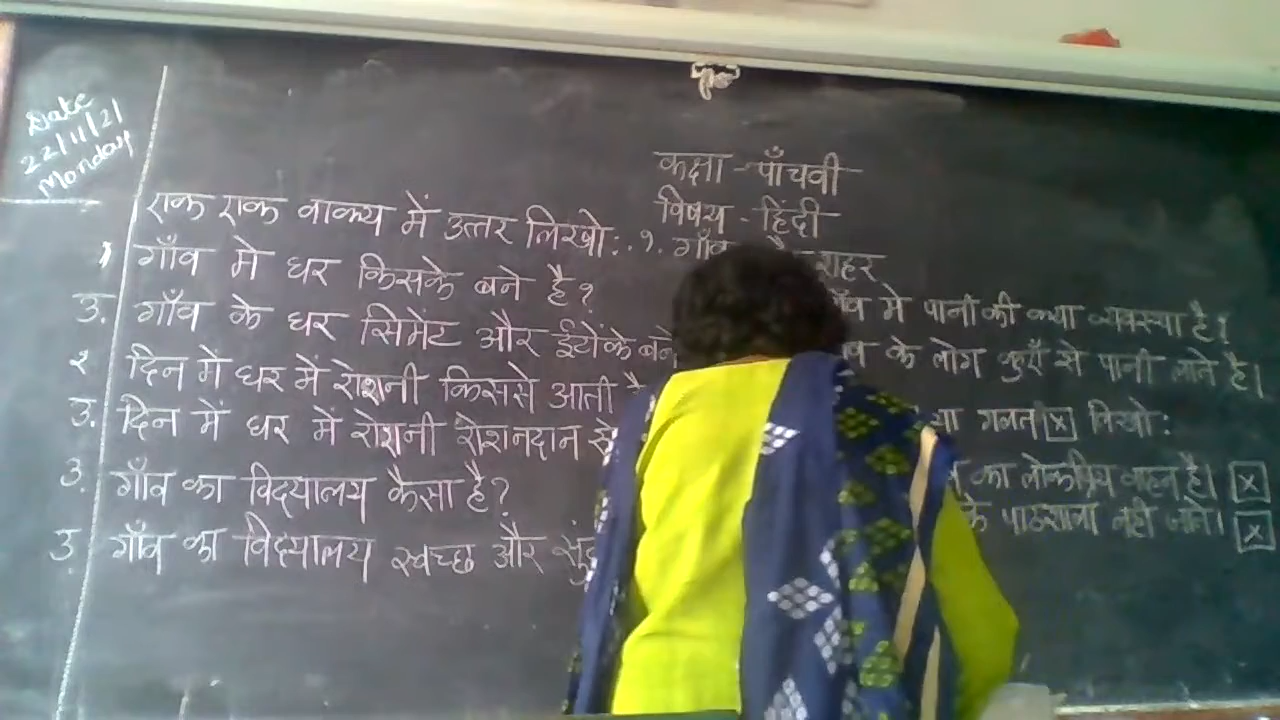 Date
22/11/21
Monday
कक्षा - पाँचवी
विषय - हिंदी
१. गाँव शहर
एक एक वाक्य में उत्तर लिखो:
१ गाँव मे घर किसके बने है?
उ. गाँव के घर सिमेंट और ईटोंके बने
२ दिन में घर में रोशनी किससे आती है
उ. दिन में घर में रोशनी रोशनदान से
३. गाँव का विद्यालय कैसा है?
उ. गाँव का विद्यालय स्वच्छ और सुंद
मे पानी की क्या व्यवस्था है?
के लोग कुएँ से पानी लाते है।
या गलत [x] लिखो:
का लोकप्रिय वाहन है। [x]
के पाठशाला नही जाते। [x]